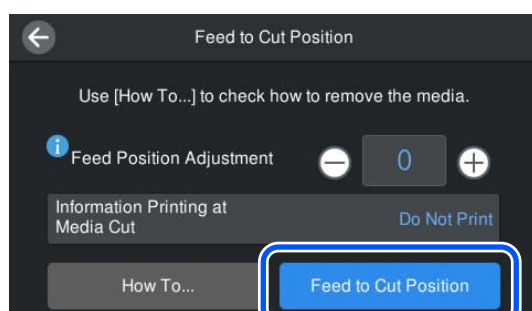 Feed to Cut Position
Use [How To...] to check how to remove the media.
Feed Position Adjustment
0
Information Printing at
Media Cut
Do Not Print
How To...
Feed to Cut Position